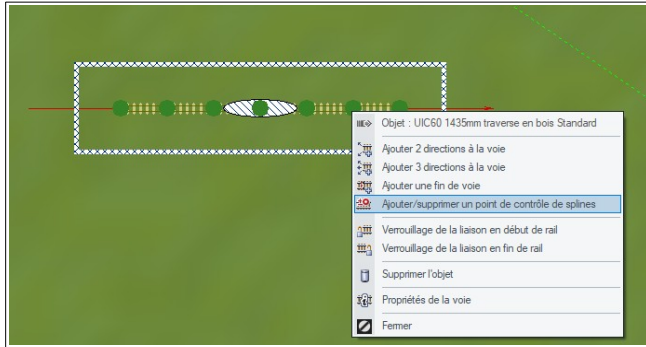 Objet : UIC60 1435mm traverse en bois Standard
Ajouter 2 directions à la voie
Ajouter 3 directions à la voie
Ajouter une fin de voie
Ajouter/supprimer un point de contrôle de splines
Verrouillage de la liaison en début de rail
Verrouillage de la liaison en fin de rail
Supprimer l'objet
Propriétés de la voie
Fermer